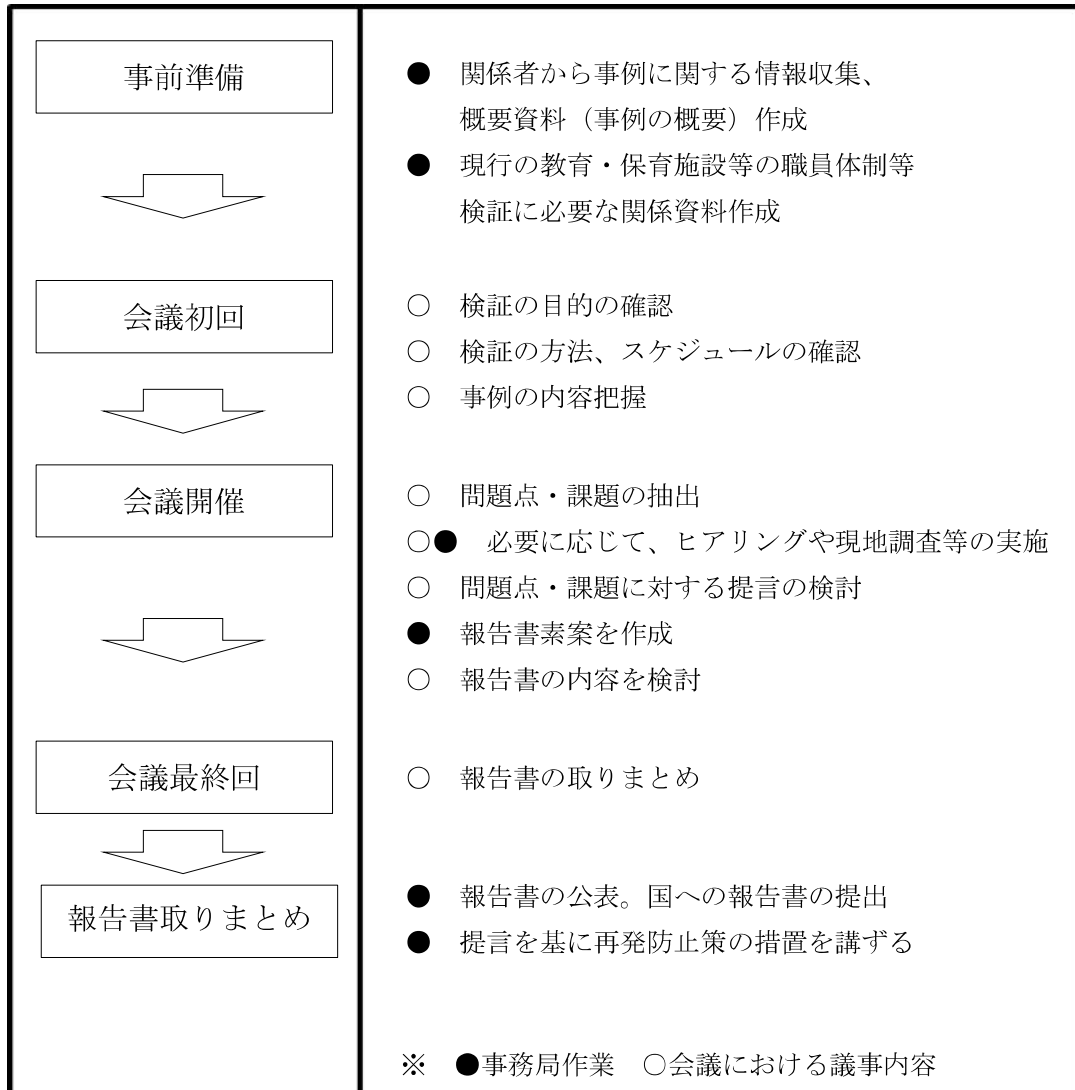 事前準備
● 関係者から事例に関する情報収集、
概要資料（事例の概要）作成
● 現行の教育・保育施設等の職員体制等
検証に必要な関係資料作成
会議初回
○ 検証の目的の確認
○ 検証の方法、スケジュールの確認
○ 事例の内容把握
会議開催
○ 問題点・課題の抽出
○● 必要に応じて、ヒアリングや現地調査等の実施
○ 問題点・課題に対する提言の検討
● 報告書素案を作成
○ 報告書の内容を検討
会議最終回
○ 報告書の取りまとめ
報告書取りまとめ
● 報告書の公表。国への報告書の提出
● 提言を基に再発防止策の措置を講ずる
※ ●事務局作業 ○会議における議事内容